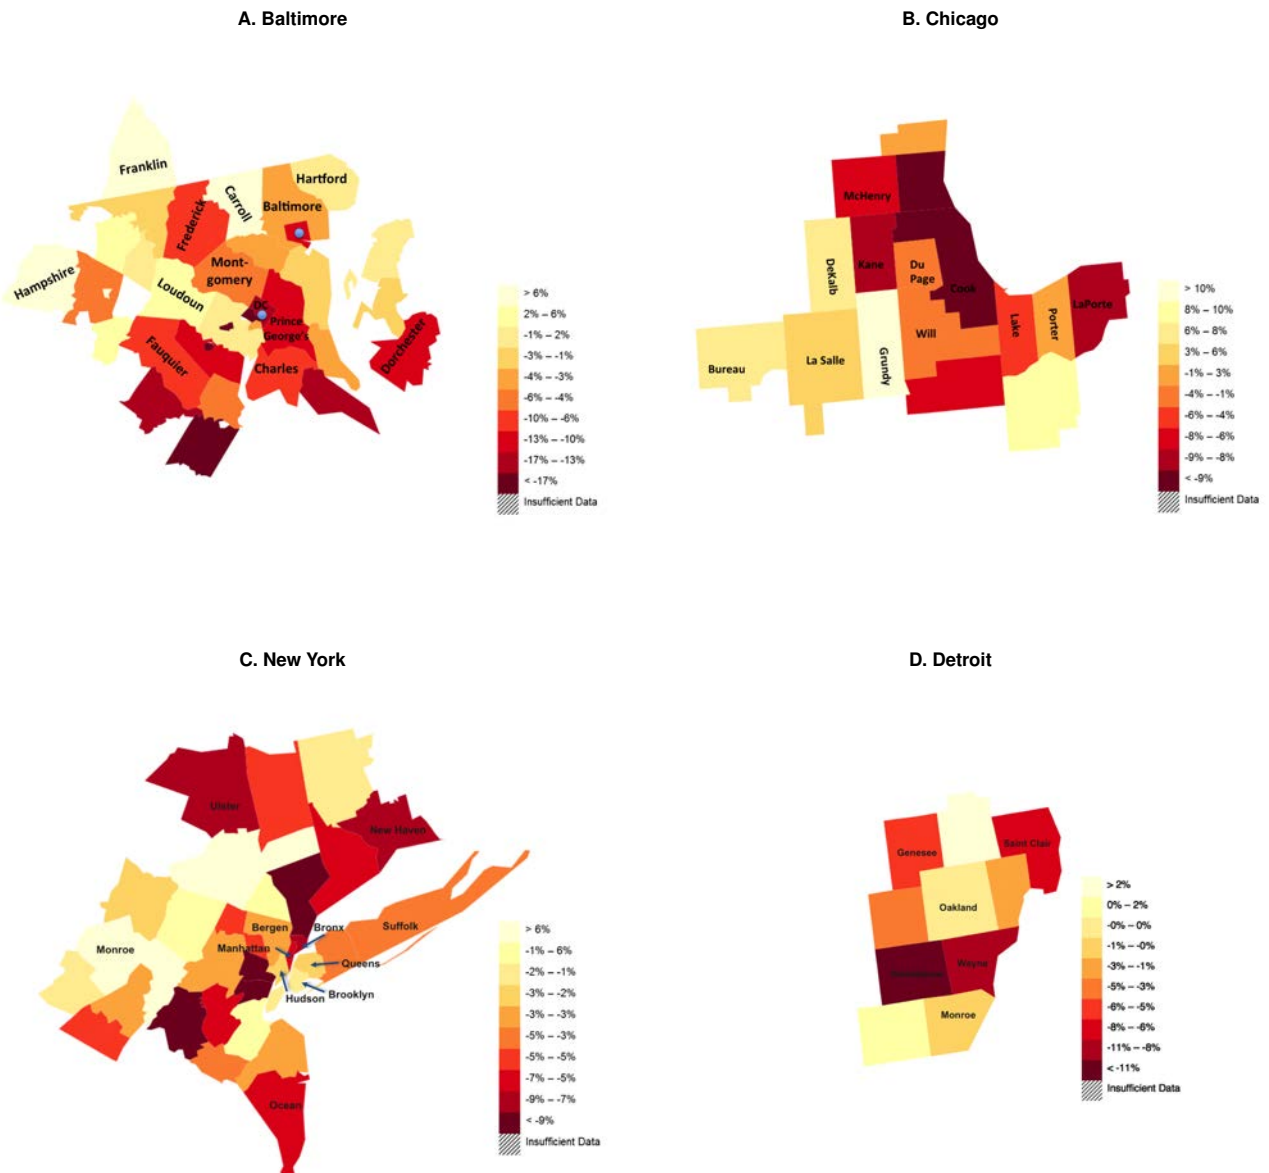 A. Baltimore
Franklin
Hartford
Carroll
Frederick
Baltimore
Mont-
gomery
Hampshire
Loudoun
DC
Prince
George's
Fauquier
Charles
Dorchester
> 6%
2% – 6%
-1% – 2%
-3% – -1%
-4% – -3%
-6% – -4%
-10% – -6%
-13% – -10%
-17% – -13%
< -17%
Insufficient Data
B. Chicago
McHenry
Kane
DeKalb
Du
Page
Cook
LaPorte
Lake
Porter
Will
La Salle
Grundy
Bureau
> 10%
8% – 10%
6% – 8%
3% – 6%
-1% – 3%
-4% – -1%
-6% – -4%
-8% – -6%
-9% – -8%
< -9%
Insufficient Data
C. New York
Ulster
New Haven
Bergen
Bronx
Suffolk
Monroe
Manhattan
Queens
Hudson
Brooklyn
Ocean
> 6%
-1% – 6%
-2% – -1%
-3% – -2%
-3% – -3%
-5% – -3%
-5% – -5%
-7% – -5%
-9% – -7%
< -9%
Insufficient Data
D. Detroit
Genesee
Saint Clair
Oakland
Wayne
Monroe
> 2%
0% – 2%
-0% – 0%
-1% – -0%
-3% – -1%
-5% – -3%
-6% – -5%
-8% – -6%
-11% – -8%
< -11%
Insufficient Data